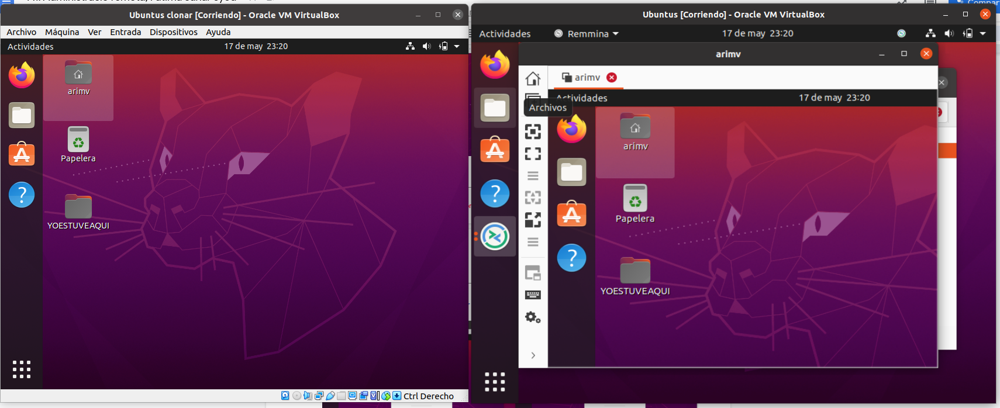 Ubuntus clonar [Corriendo] - Oracle VM VirtualBox
Archivo Máquina Ver Entrada Dispositivos Ayuda
Actividades 17 de may 23:20
arimv
Papelera
YOESTUVEAQUI
Ctrl Derecho
Compar
Ubuntus [Corriendo] - Oracle VM VirtualBox
Actividades Remmina 17 de may 23:20
arimv
arimv
Actividades 17 de may 23:20
Archivos
arimv
Papelera
YOESTUVEAQUI